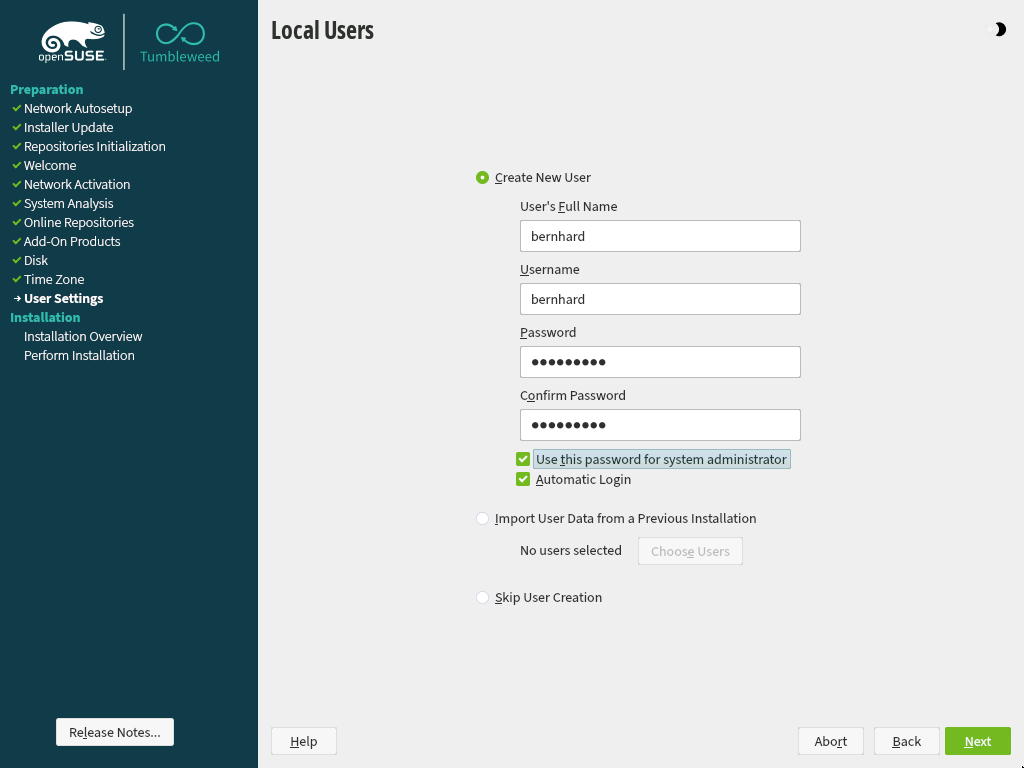 openSUSE
Tumbleweed
Preparation
Network Autosetup
Installer Update
Repositories Initialization
Welcome
Network Activation
System Analysis
Online Repositories
Add-On Products
Disk
Time Zone
User Settings
Installation
Installation Overview
Perform Installation
Release Notes...
Local Users
Create New User
User's Full Name
bernhard
Username
bernhard
Password
●●●●●●●●●
Confirm Password
●●●●●●●●●
Use this password for system administrator
Automatic Login
Import User Data from a Previous Installation
No users selected Choose Users
Skip User Creation
Help Abort Back Next